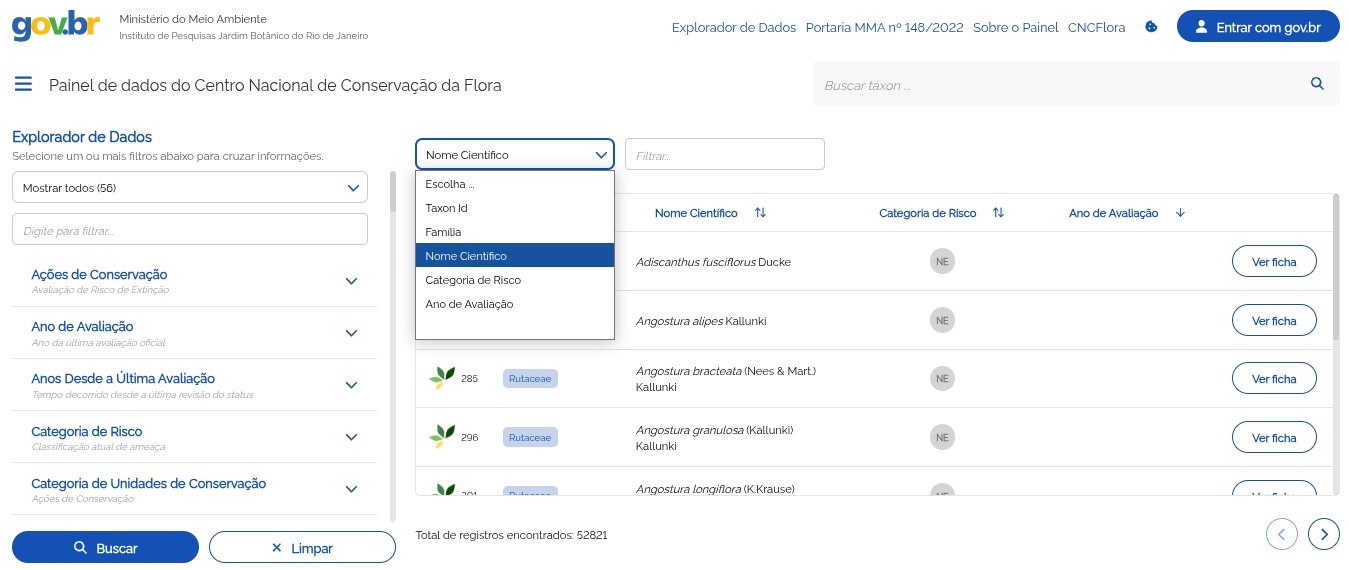 gov.br
Ministério do Meio Ambiente
Instituto de Pesquisas Jardim Botânico do Rio de Janeiro
Explorador de Dados Portaria MMA nº 148/2022 Sobre o Painel CNCFlora
Entrar com gov.br
Painel de dados do Centro Nacional de Conservação da Flora
Buscar táxon ...
Explorador de Dados
Selecione um ou mais filtros abaixo para cruzar informações.
Mostrar todos (56)
Digite para filtrar...
Ações de Conservação
Avaliação de Risco de Extinção
Ano de Avaliação
Ano da última avaliação oficial
Anos Desde a Última Avaliação
Tempo decorrido desde a última revisão do status
Categoria de Risco
Classificação atual de ameaça
Categoria de Unidades de Conservação
Ações de Conservação
Buscar
Limpar
Nome Científico
Filtrar...
Escolha ...
Taxon Id
Família
Nome Científico
Categoria de Risco
Ano de Avaliação
Nome Científico Categoria de Risco Ano de Avaliação
Adiscanthus fusciflorus Ducke NE Ver ficha
Angostura alipes Kallunki NE Ver ficha
285 Rutaceae Angostura bracteata (Nees & Mart.) NE Ver ficha
Kallunki
296 Rutaceae Angostura granulosa (Kallunki) NE Ver ficha
Kallunki
Rutaceae Angostura longiflora (K.Krause) NE Ver ficha
Total de registros encontrados: 52821